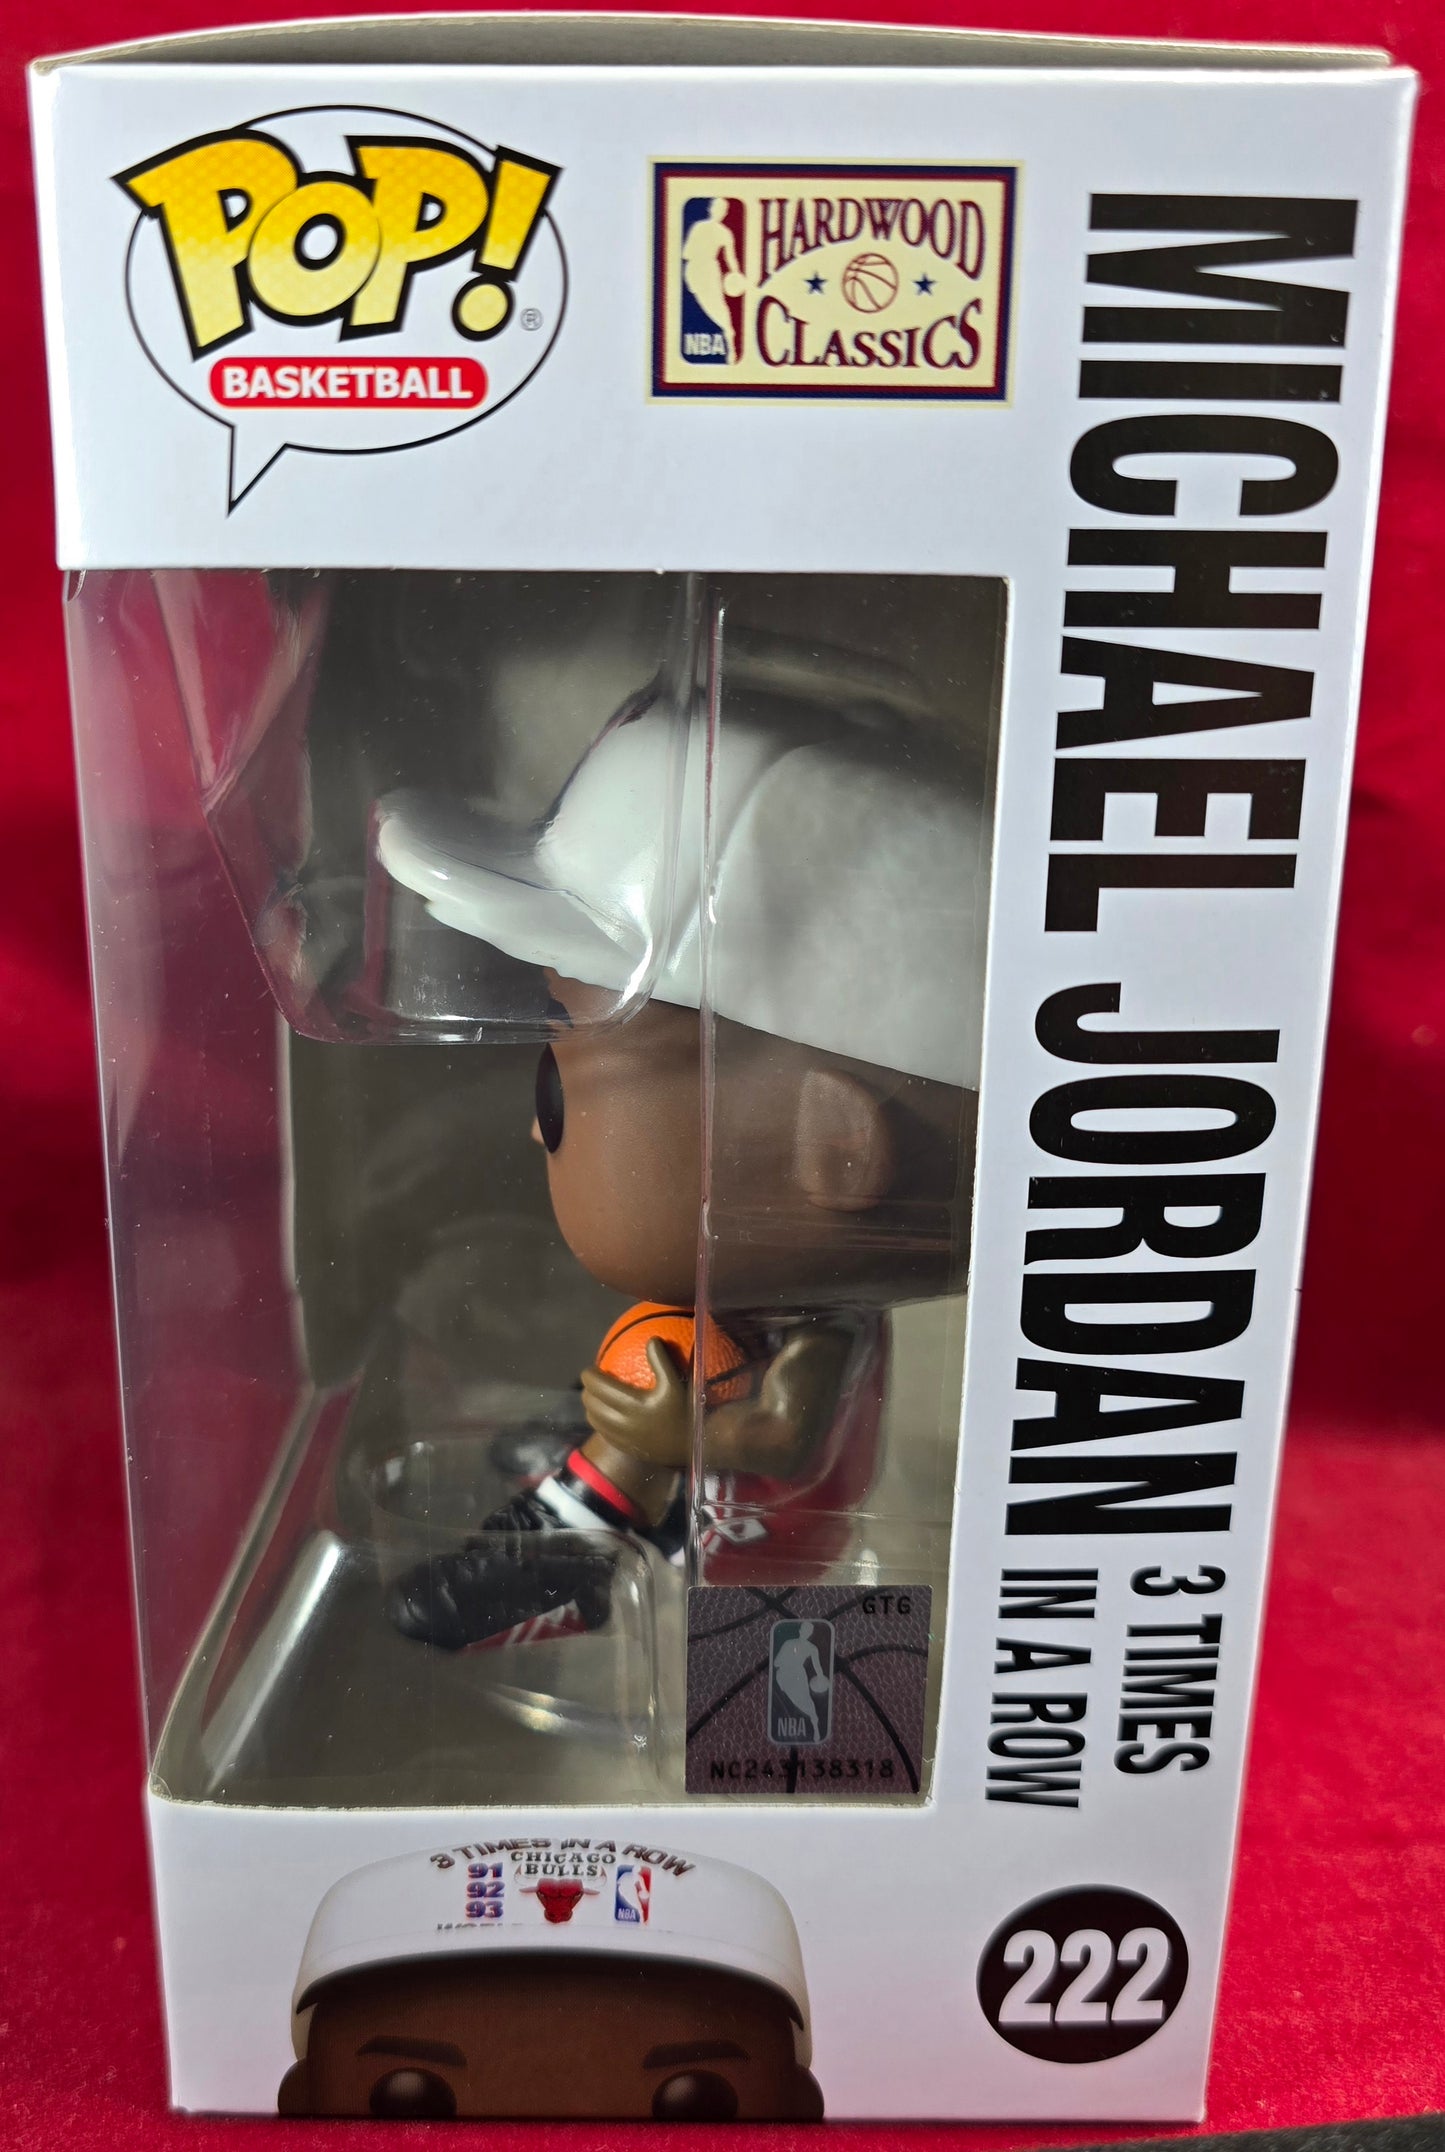 POP!®
BASKETBALL
NBA
HARDWOOD
CLASSICS
MICHAEL JORDAN
3 TIMES
IN A ROW
GTG
NBA
NC243138318
3 TIMES IN A ROW
CHICAGO
BULLS
91
92
93
NBA
222